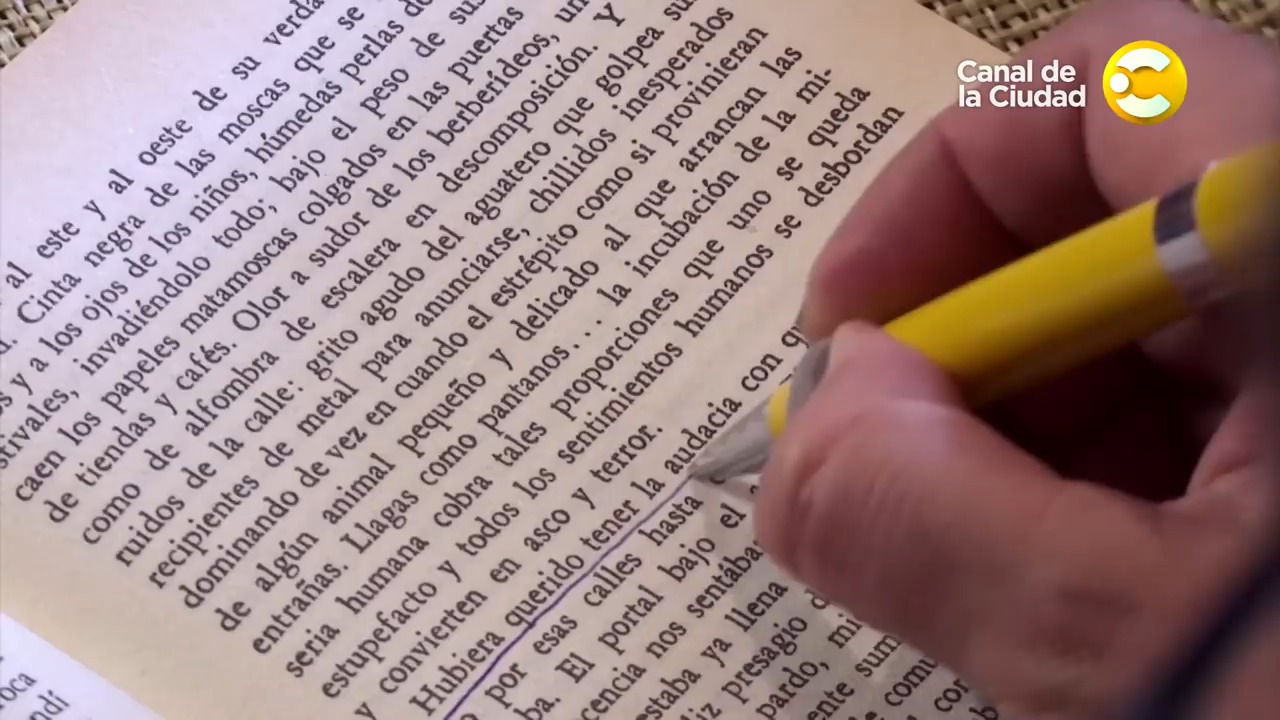 Canal de
la Ciudad
al este y al oeste de su
Cinta negra de las moscas que se
y a los ojos de los niños, húmedas perlas
invadiéndolo todo; bajo el peso de
caen los papeles matamoscas colgados en las puertas
de tiendas y cafés. Olor a sudor de los berberídeos,
como de alfombra de escalera en descomposición. Y
ruidos de la calle: grito agudo del aguatero que golpea
recipientes de metal para anunciarse, chillidos inesperados
dominando de vez en cuando el estrépito como si provinieran
de algún animal pequeño y delicado al que arrancan las
entrañas. Llagas como pantanos... la incubación de la mi-
seria humana cobra tales proporciones que uno se queda
estupefacto y todos los sentimientos humanos se desbordan
y convierten en asco y terror.
Hubiera querido tener la audacia con
por esas calles hasta
ba. El portal bajo el
nos
estaba ya llena
presagio
pardo,